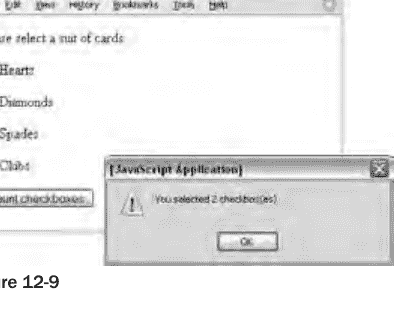 Edit View History Bookmarks Tools Help
se select a suit of cards
Hearts
Diamonds
Spades
Clubs
[JavaScript Application]
unt checkboxes
You selected 2 checkbox(es)
OK
re 12-9